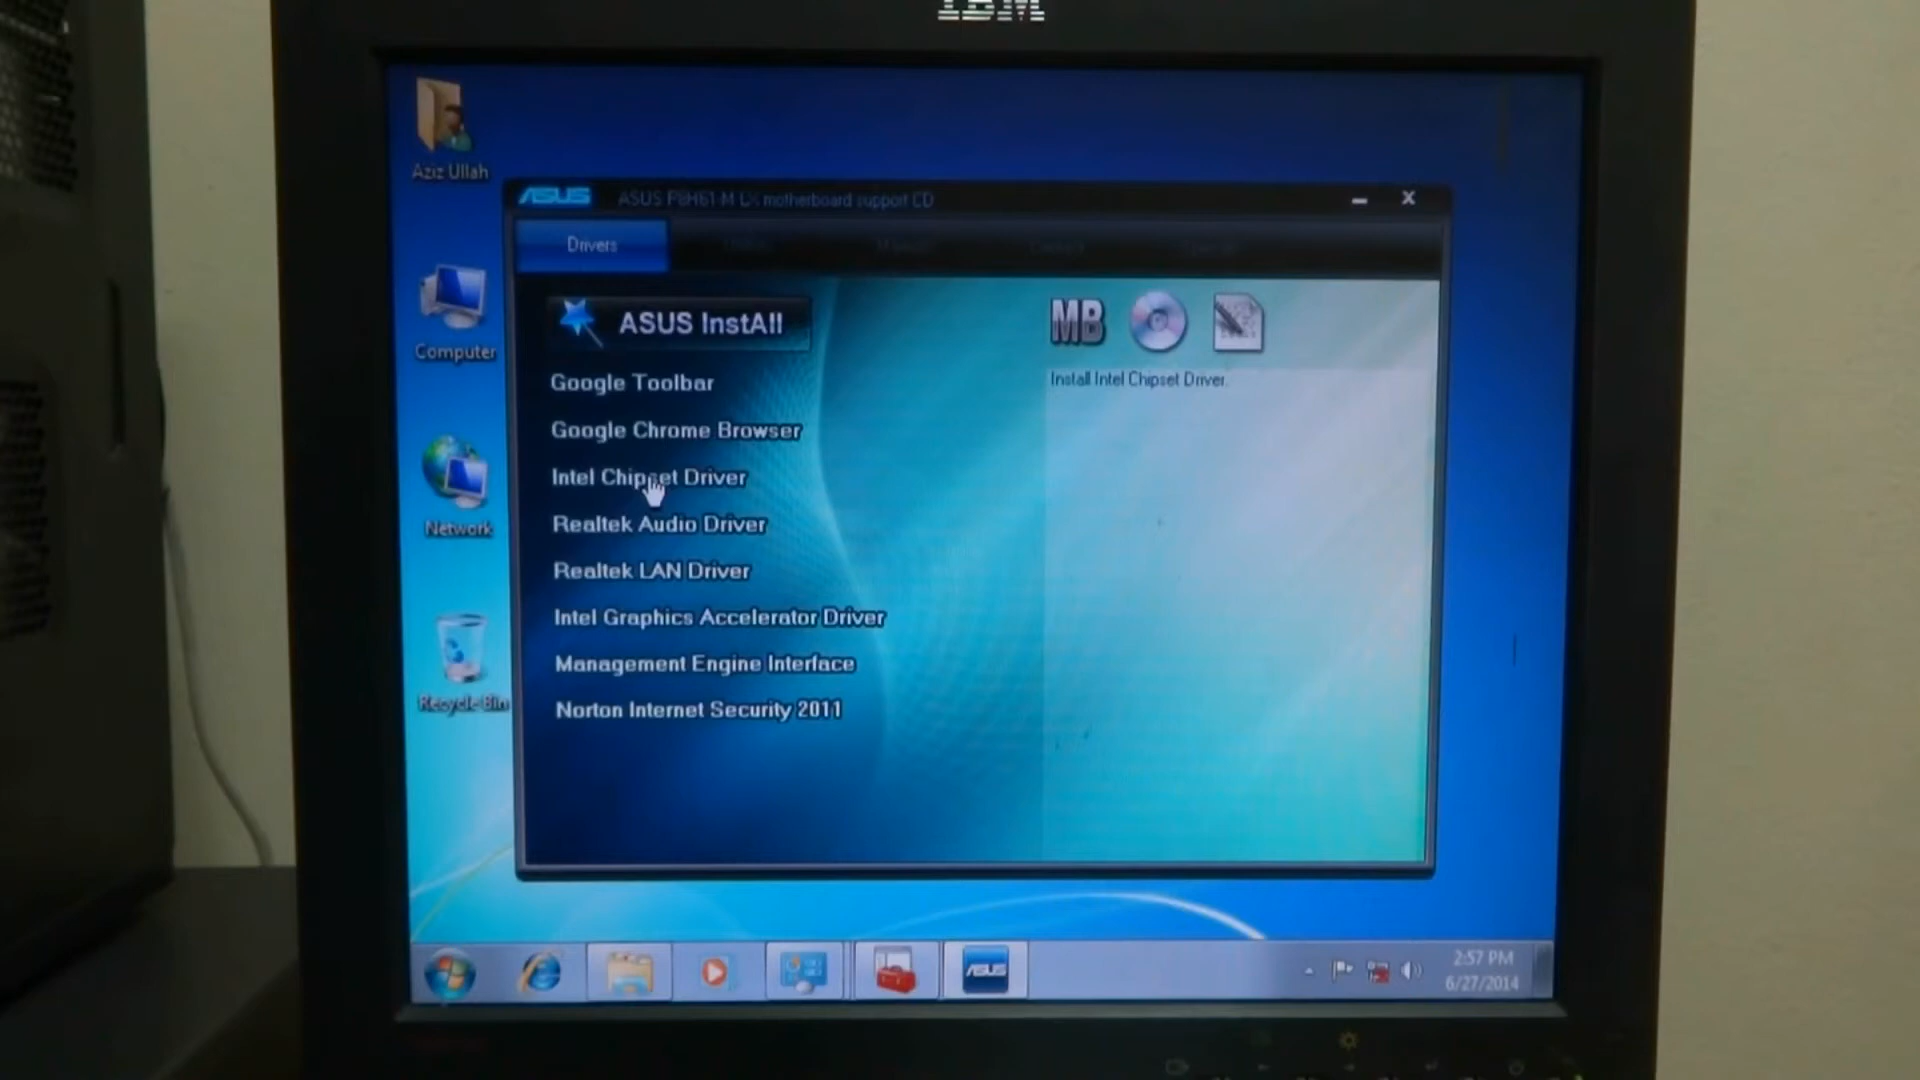 IBM
Aziz Ullah
Computer
Network
Recycle Bin
ASUS ASUS P8H61-M LX motherboard support CD
Drivers
ASUS InstAll
Google Toolbar
Google Chrome Browser
Intel Chipset Driver
Realtek Audio Driver
Realtek LAN Driver
Intel Graphics Accelerator Driver
Management Engine Interface
Norton Internet Security 2011
MB
Install Intel Chipset Driver.
ASUS
2:57 PM
6/27/2014